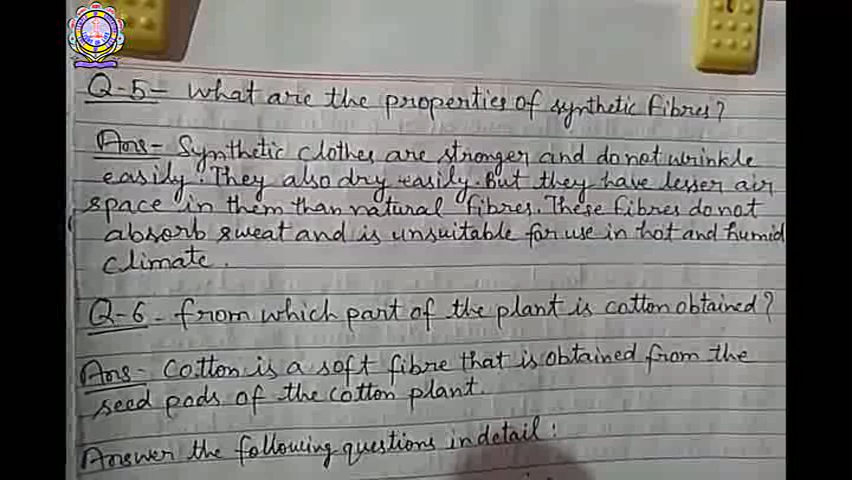 Q-5- What are the properties of synthetic fibres?
Ans- Synthetic clothes are stronger and do not wrinkle
easily. They also dry easily. But they have lesser air
space in them than natural fibres. These fibres do not
absorb sweat and is unsuitable for use in hot and humid
climate.
Q-6- From which part of the plant is cotton obtained?
Ans- Cotton is a soft fibre that is obtained from the
seed pods of the cotton plant.
Answer the following questions in detail: